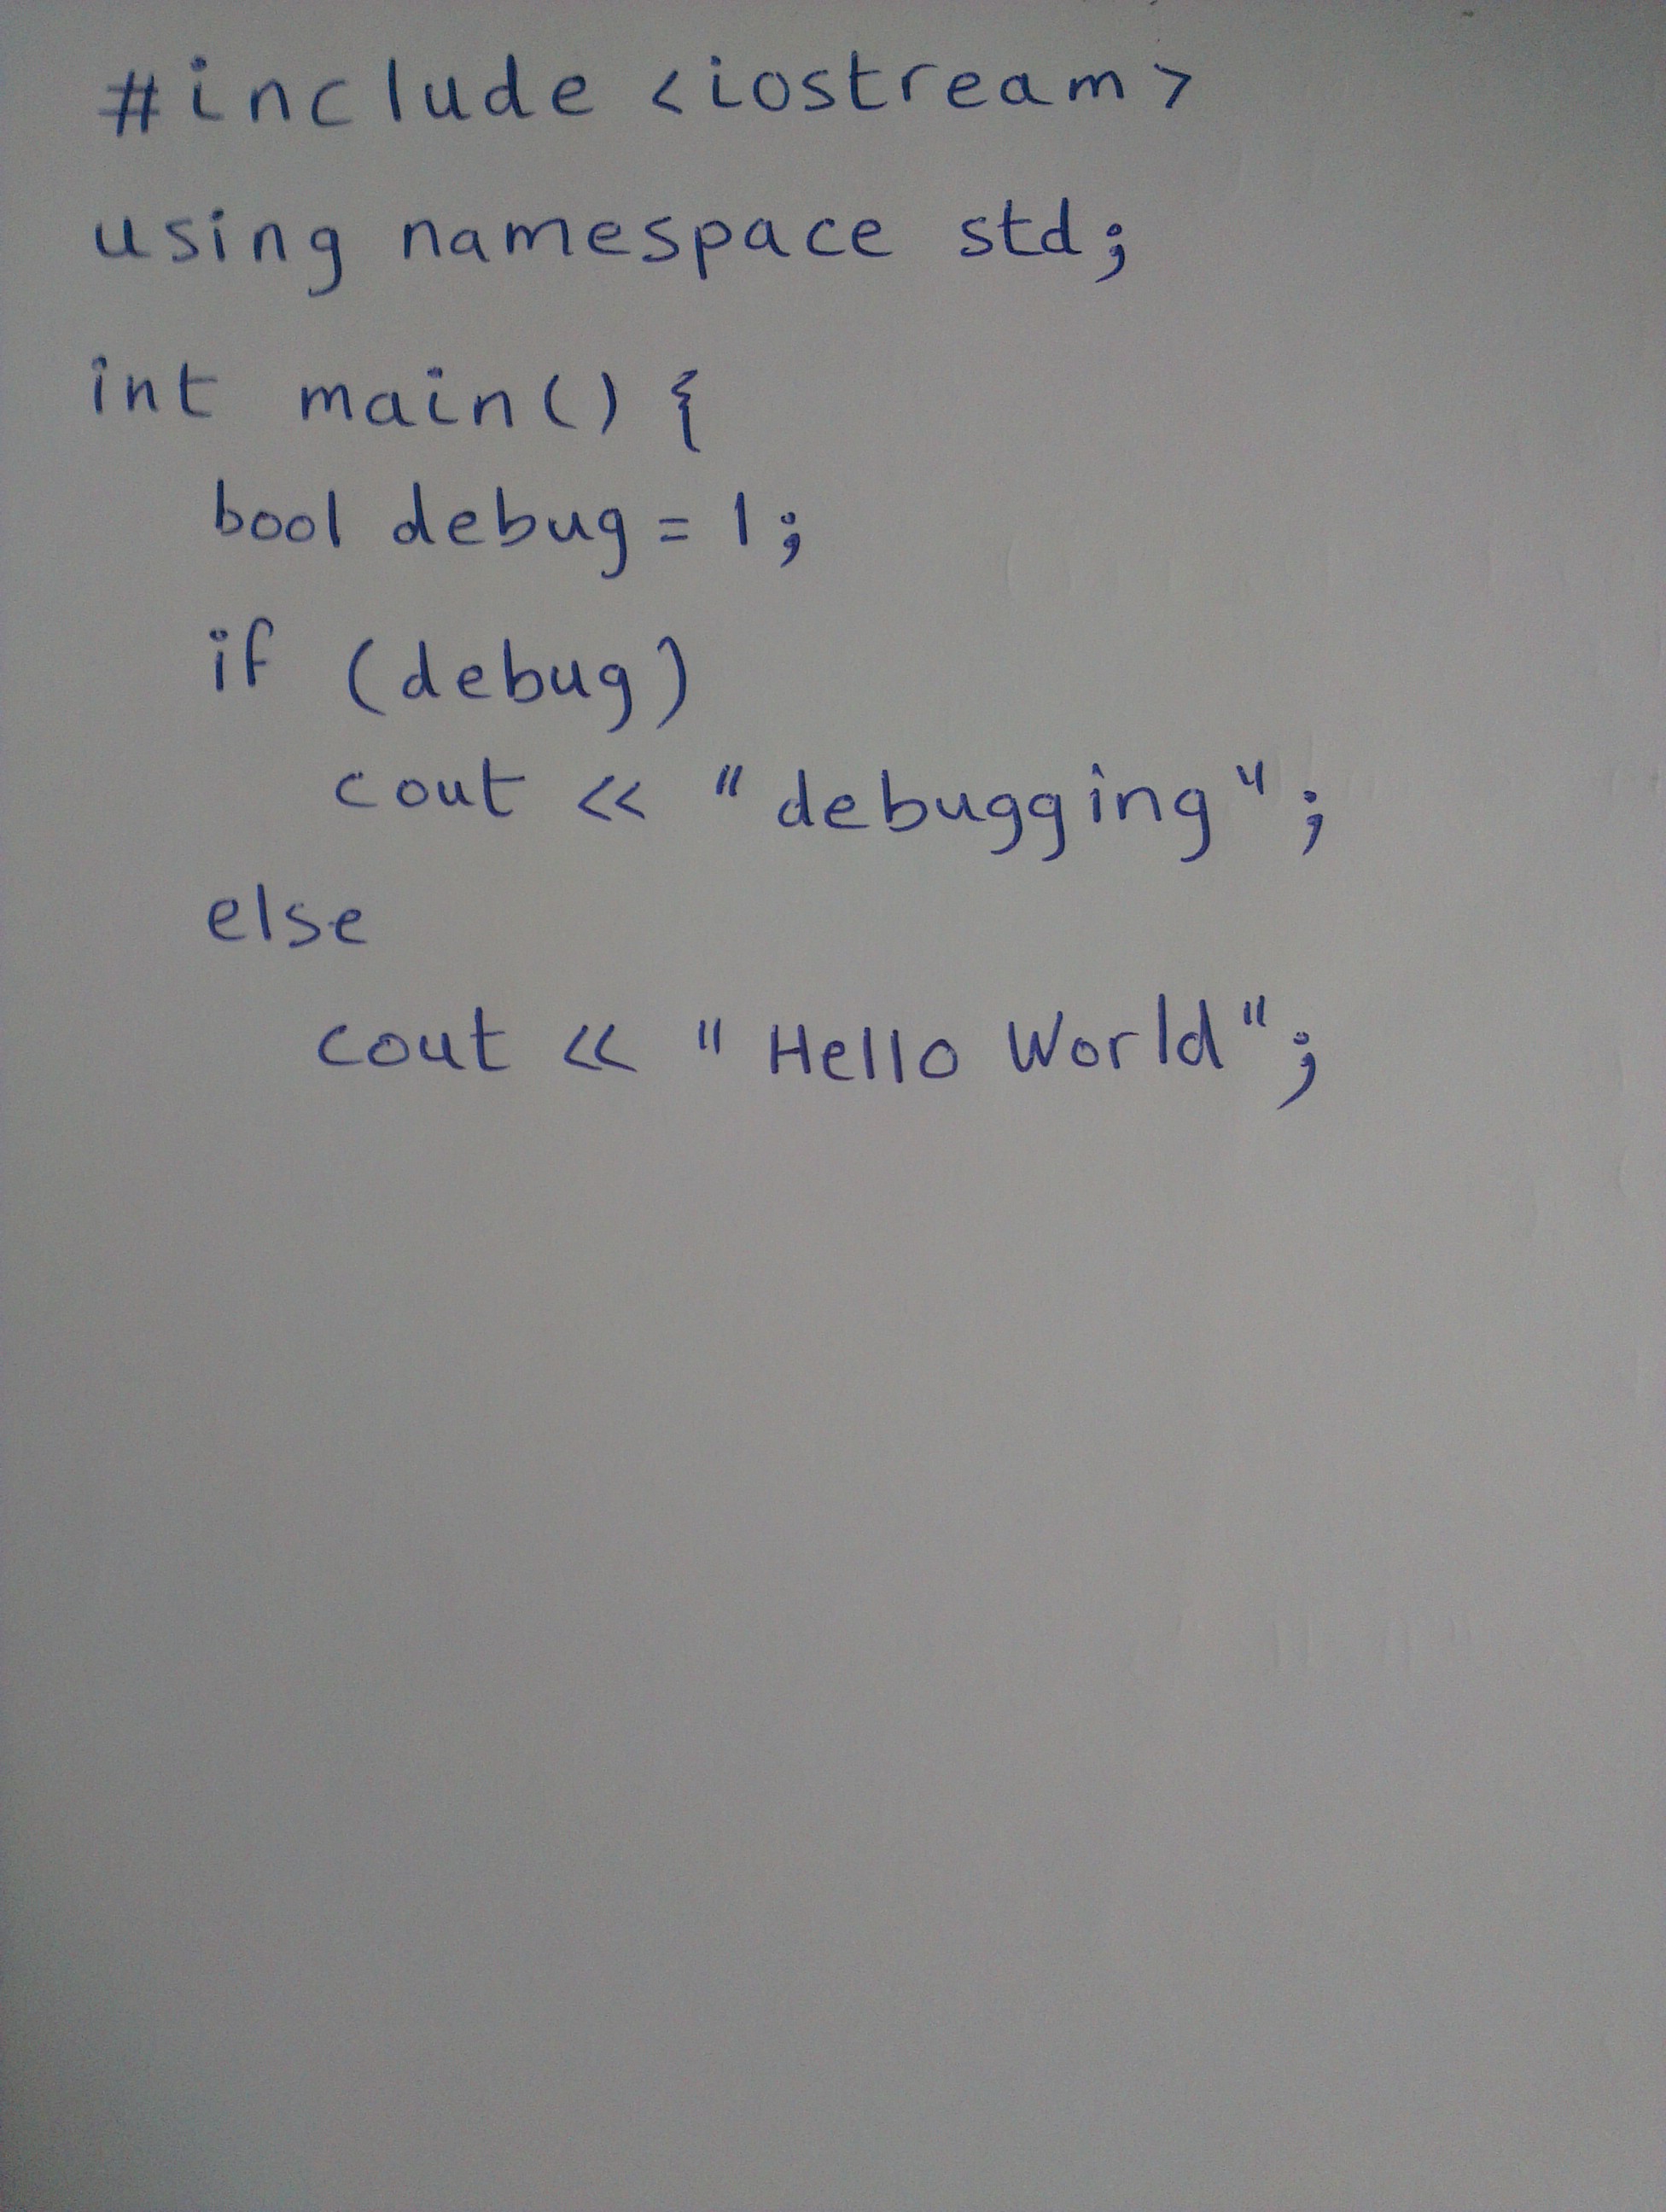 #include <iostream>
using namespace std;
int main() {
bool debug = 1;
if (debug)
cout << "debugging";
else
cout << "Hello World";